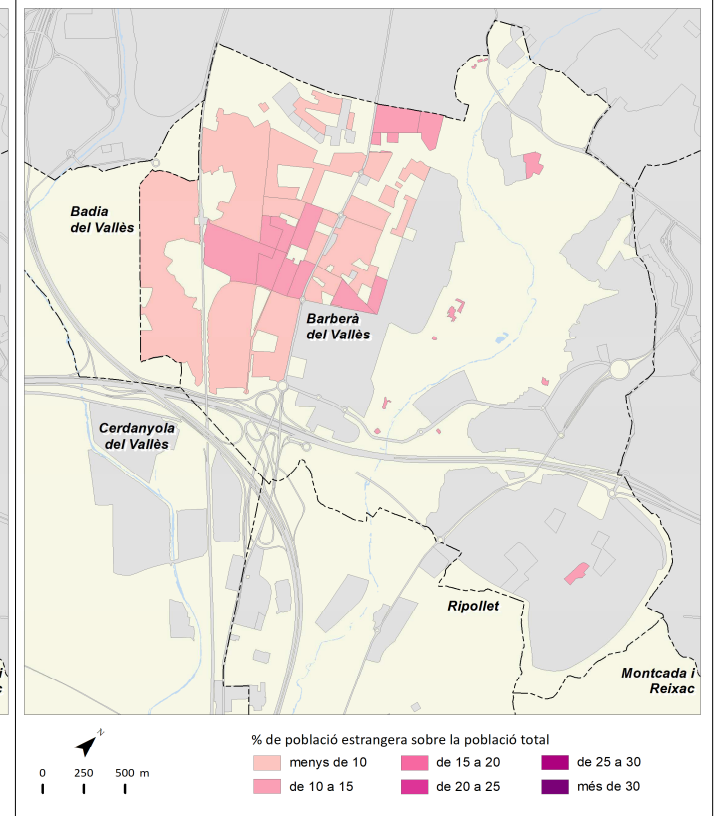 Badia
del Vallès
Barberà
del Vallès
Cerdanyola
del Vallès
Ripollet
Montcada i
Reixac
i
c
N
0 250 500 m
% de població estrangera sobre la població total
menys de 10
de 15 a 20
de 25 a 30
de 10 a 15
de 20 a 25
més de 30